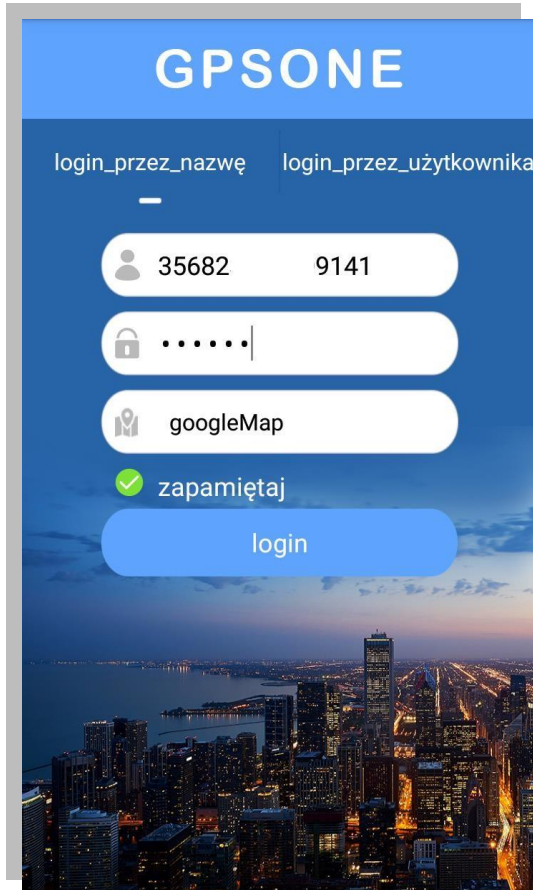 GPSONE
login_przez_nazwę login_przez_użytkownika
35682 9141
••••••
googleMap
zapamiętaj
login